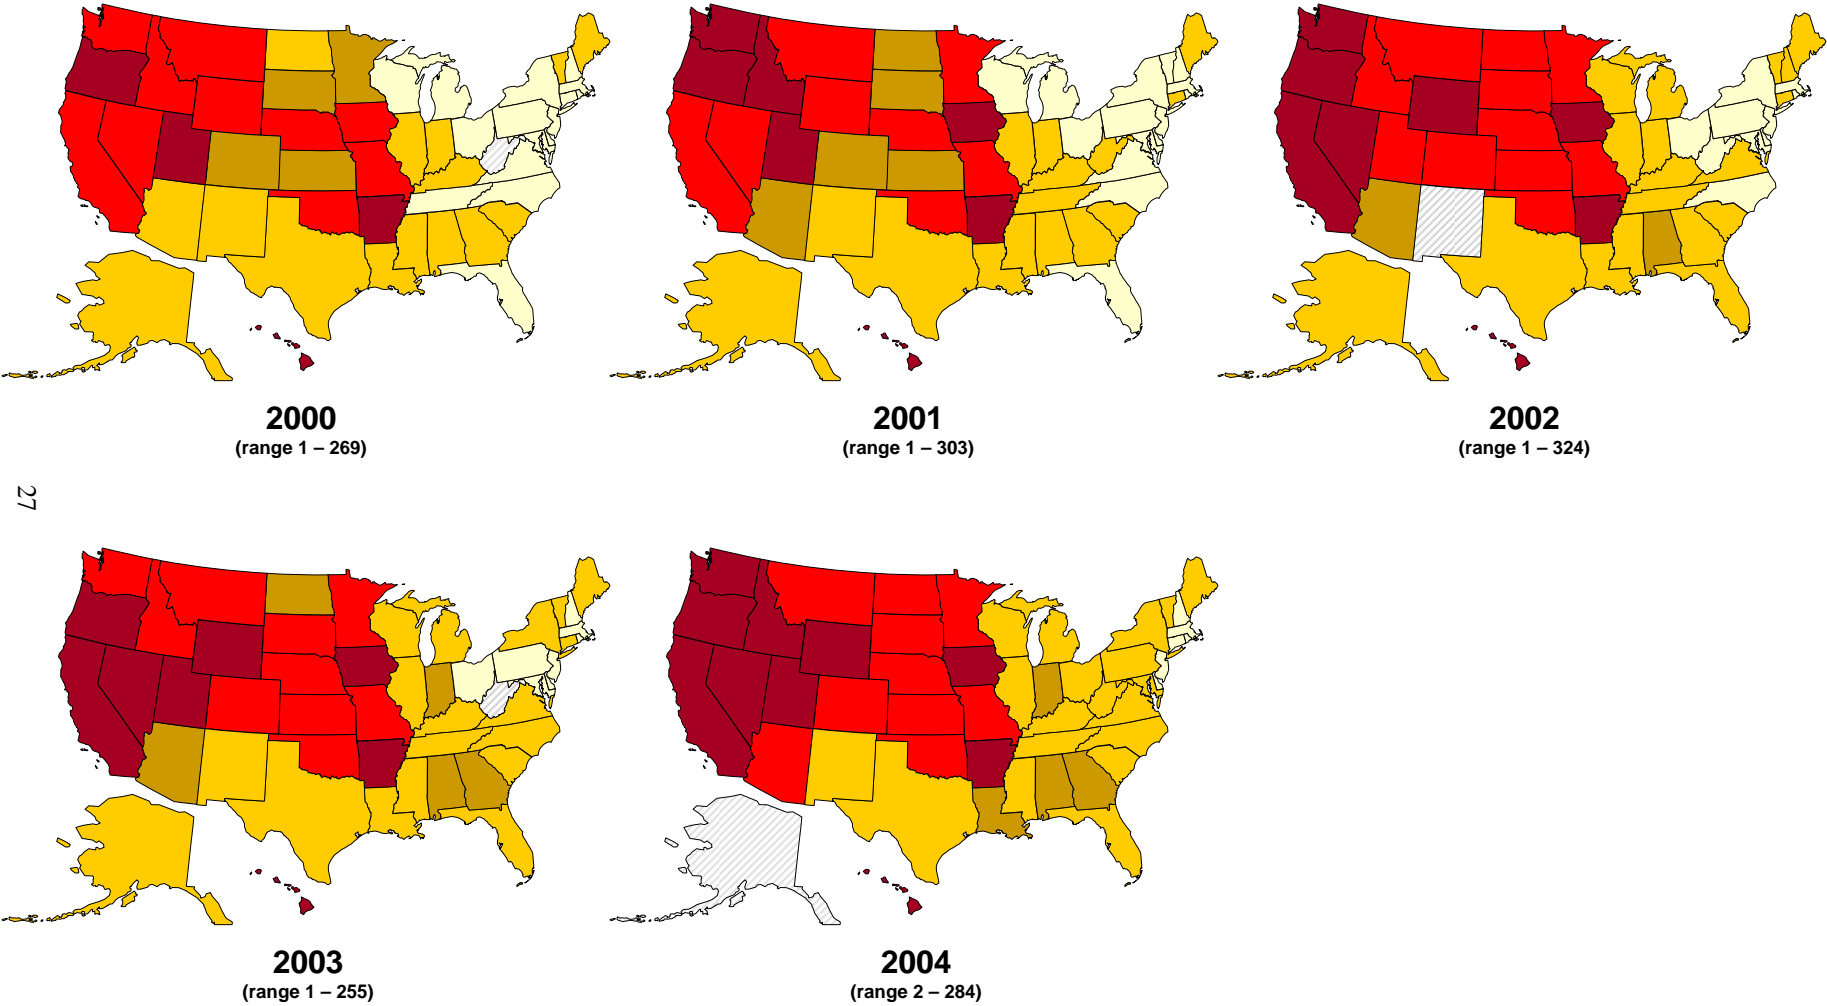 2000
(range 1 – 269)
2001
(range 1 – 303)
2002
(range 1 – 324)
27
2003
(range 1 – 255)
2004
(range 2 – 284)